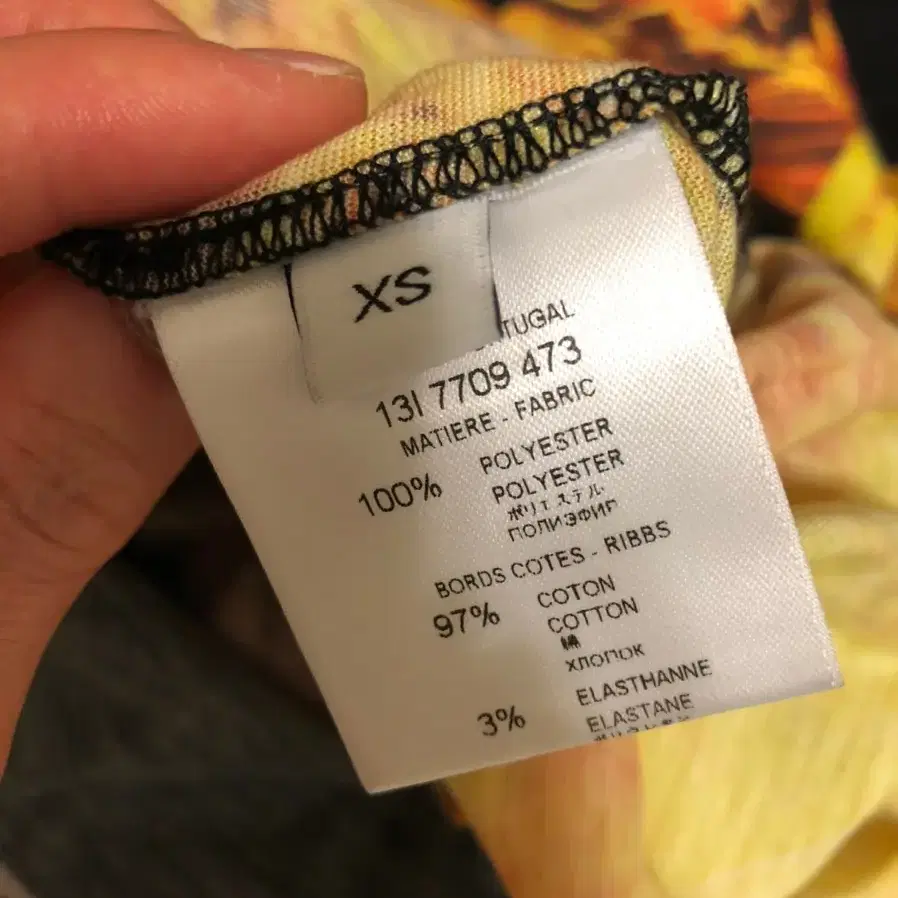 XS
TUGAL
13I 7709 473
MATIERE - FABRIC
100% POLYESTER
POLYESTER
ポリエステル
ПОЛИЭФИР
BORDS COTES - RIBBS
97% COTON
COTTON
綿
ХЛОПОК
3% ELASTHANNE
ELASTANE